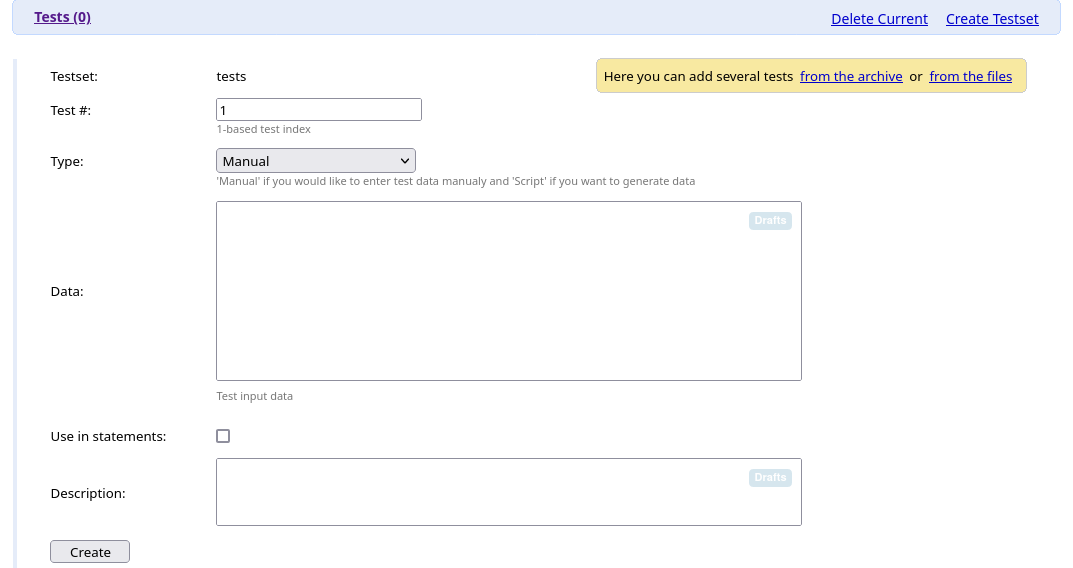 Tests (0)
Delete Current Create Testset
Testset: tests
Here you can add several tests from the archive or from the files
Test #: 1
1-based test index
Type: Manual
'Manual' if you would like to enter test data manualy and 'Script' if you want to generate data
Drafts
Data:
Test input data
Use in statements:
Drafts
Description:
Create